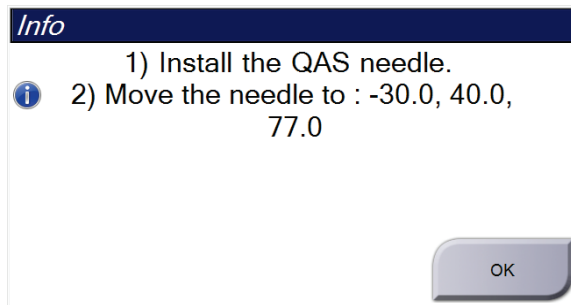 Info
1) Install the QAS needle.
2) Move the needle to : -30.0, 40.0,
77.0
OK